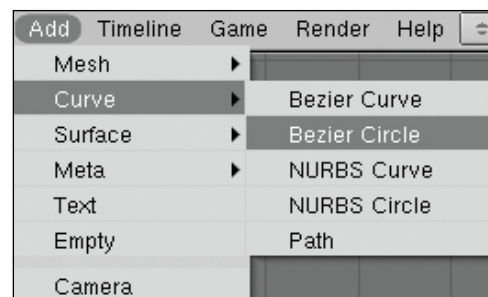 Add Timeline Game Render Help
Mesh
Curve
Surface
Meta
Text
Empty
Camera
Bezier Curve
Bezier Circle
NURBS Curve
NURBS Circle
Path